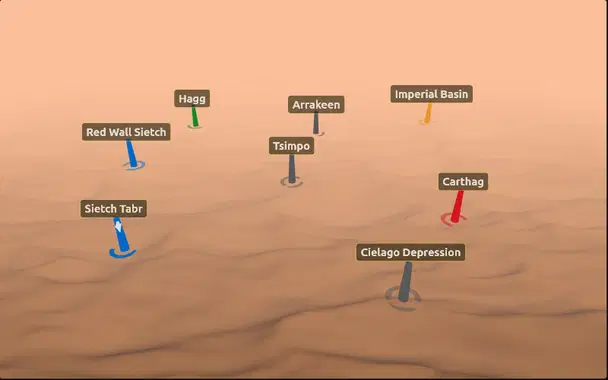 Imperial Basin
Hagg
Arrakeen
Red Wall Sietch
Tsimpo
Carthag
Sietch Tabr
Cielago Depression